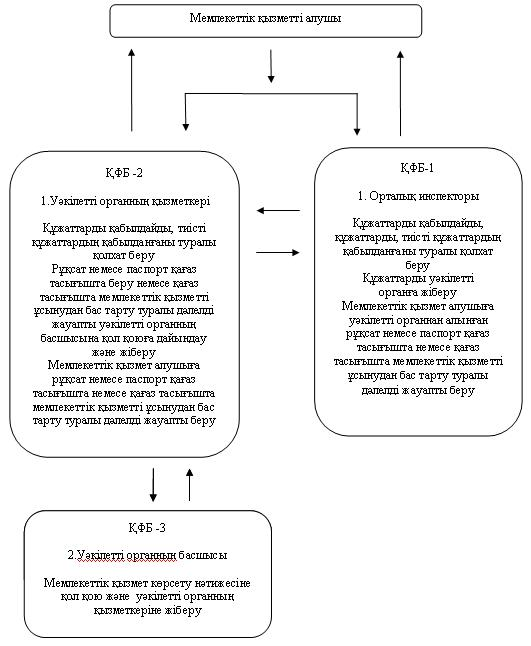 Мемлекеттік қызметті алушы
ҚФБ -2
1.Уәкілетті органның қызметкері
Құжаттарды қабылдайды, тиісті
құжаттардың қабылданғаны туралы
қолхат беру
Рұқсат немесе паспорт қағаз
тасығышта беру немесе қағаз
тасығышта мемлекеттік қызметті
ұсынудан бас тарту туралы дәлелді
жауапты уәкілетті органның
басшысына қол қоюға дайындау
және жіберу
Мемлекеттік қызмет алушыға
рұқсат немесе паспорт қағаз
тасығышта немесе қағаз тасығышта
мемлекеттік қызметті ұсынудан бас
тарту туралы дәлелді жауапты беру
ҚФБ-1
1. Орталық инспекторы
Құжаттарды қабылдайды,
құжаттарды, тиісті құжаттардың
қабылданғаны туралы қолхат
беру
Құжаттарды уәкілетті
органға жіберу
Мемлекеттік қызмет алушыға
уәкілетті органнан алынған
рұқсат немесе паспорт қағаз
тасығышта немесе қағаз
тасығышта мемлекеттік қызметті
ұсынудан бас тарту туралы
дәлелді жауапты беру
ҚФБ -3
2.Уәкілетті органның басшысы
Мемлекеттік қызмет көрсету нәтижесіне
қол қою және уәкілетті органның
қызметкеріне жіберу